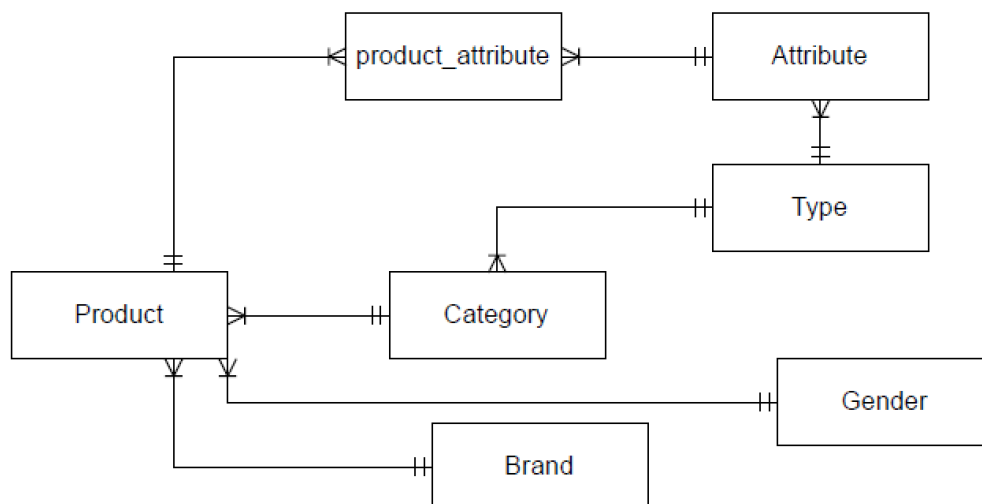 product_attribute
Attribute
Type
Product
Category
Gender
Brand